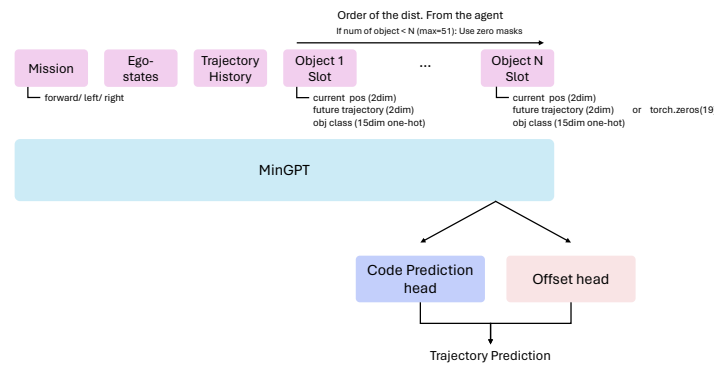 Order of the dist. From the agent
If num of object < N (max=51): Use zero masks
Mission
Ego-
states
Trajectory
History
Object 1
Slot
...
Object N
Slot
forward/ left/ right
current pos (2dim)
future trajectory (2dim)
obj class (15dim one-hot)
current pos (2dim)
future trajectory (2dim) or torch.zeros(19
obj class (15dim one-hot)
MinGPT
Code Prediction
head
Offset head
Trajectory Prediction